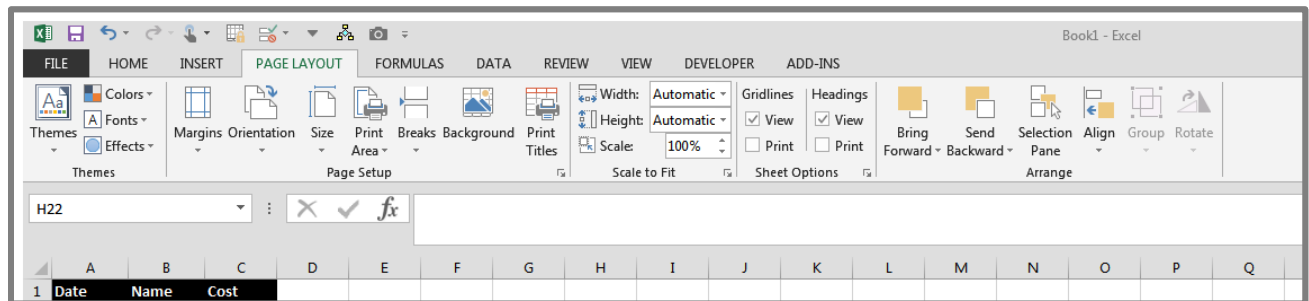 Book1 - Excel
FILE HOME INSERT PAGE LAYOUT FORMULAS DATA REVIEW VIEW DEVELOPER ADD-INS
Aa Themes
Colors
A Fonts
Effects
Themes
Margins Orientation Size Print Area Breaks Background Print Titles
Page Setup
Width: Automatic
Height: Automatic
Scale: 100%
Scale to Fit
Gridlines Headings
View View
Print Print
Sheet Options
Bring Forward Send Backward Selection Pane Align Group Rotate
Arrange
H22 fx
A B C D E F G H I J K L M N O P Q
1 Date Name Cost